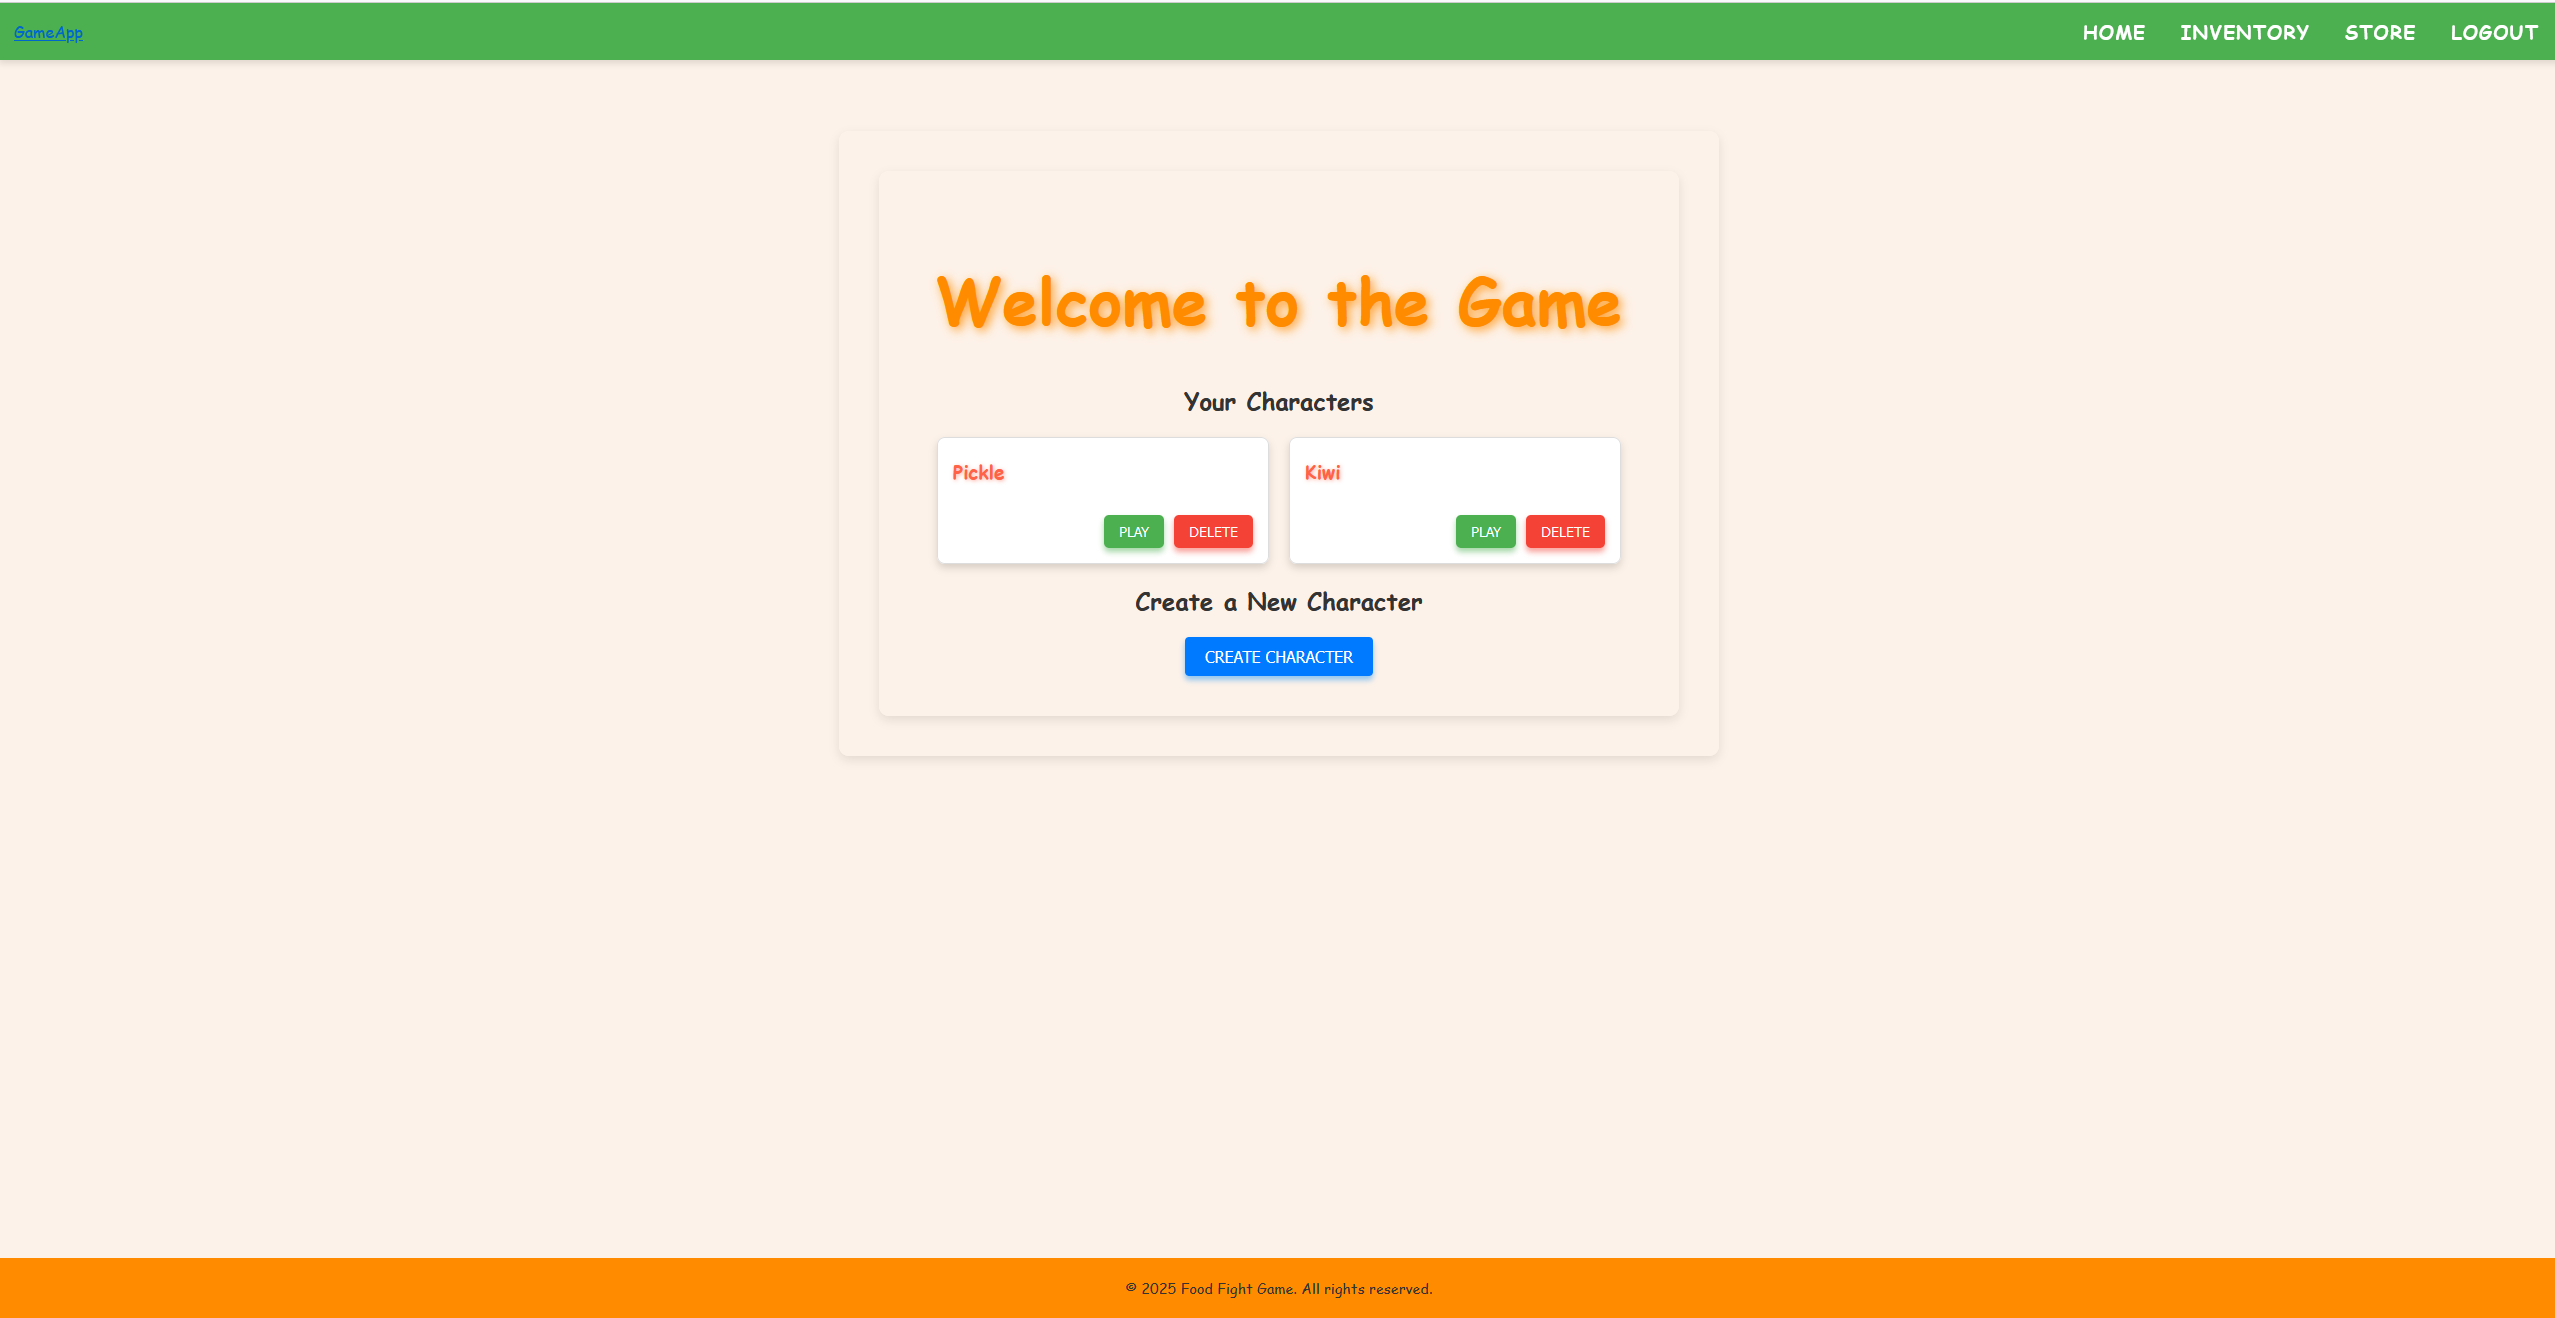 GameApp
HOME INVENTORY STORE LOGOUT
Welcome to the Game
Your Characters
Pickle
PLAY DELETE
Kiwi
PLAY DELETE
Create a New Character
CREATE CHARACTER
© 2025 Food Fight Game. All rights reserved.